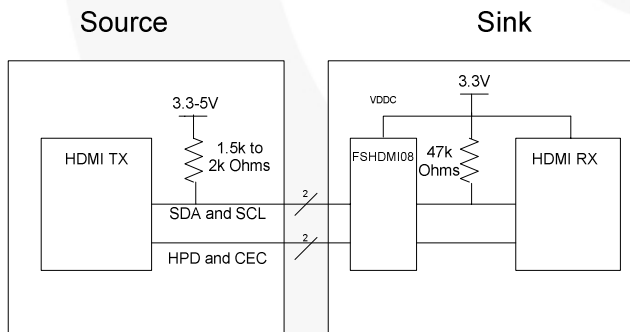 Source
Sink
3.3-5V
HDMI TX
1.5k to
2k Ohms
SDA and SCL
2
HPD and CEC
2
VDDC
3.3V
FSHDMI08
47k
Ohms
HDMI RX